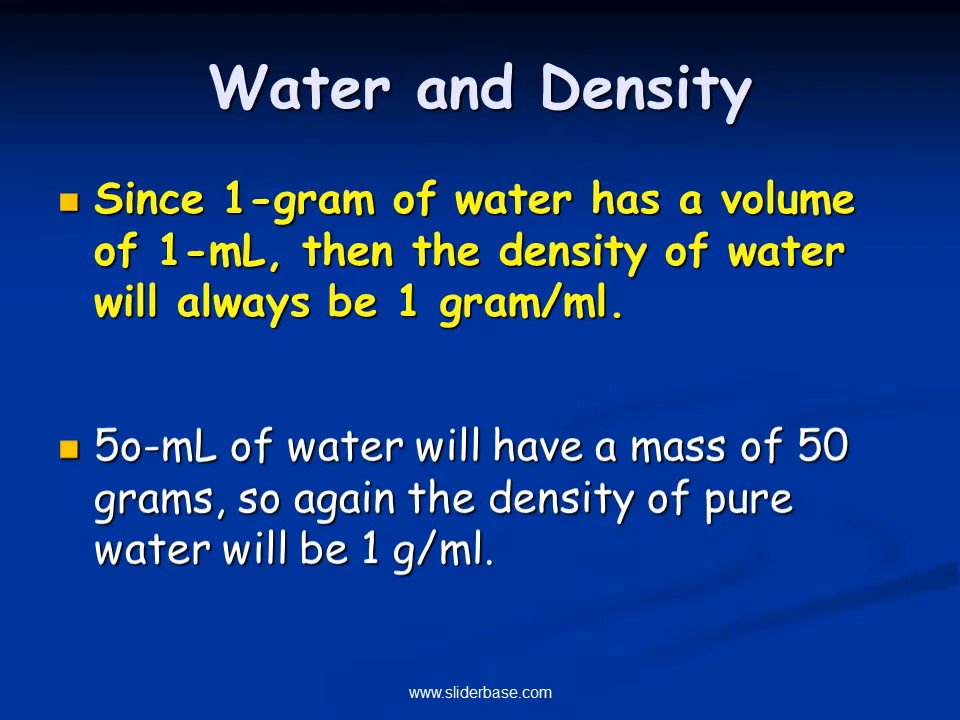 Water and Density
Since 1-gram of water has a volume
of 1-mL, then the density of water
will always be 1 gram/ml.
5o-mL of water will have a mass of 50
grams, so again the density of pure
water will be 1 g/ml.
www.sliderbase.com